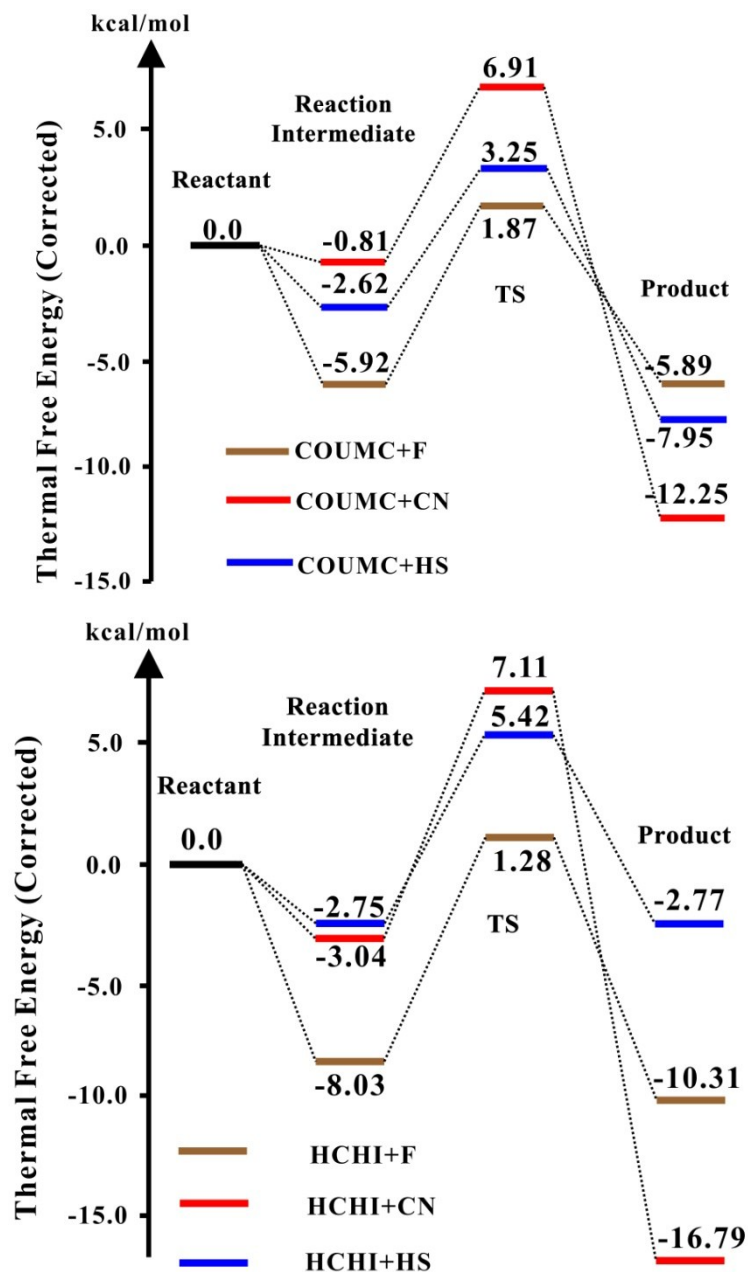 kcal/mol
Thermal Free Energy (Corrected)
6.91
5.0
Reaction
Intermediate
3.25
Reactant
0.0
0.0
-0.81
1.87
-2.62
TS
Product
-5.0
-5.92
-5.89
COUMC+F
-7.95
-10.0
COUMC+CN
-12.25
COUMC+HS
-15.0
kcal/mol
Thermal Free Energy (Corrected)
7.11
Reaction
Intermediate
5.42
5.0
Reactant
0.0
Product
0.0
1.28
-2.75
-2.77
TS
-3.04
-5.0
-8.03
-10.31
-10.0
HCHI+F
HCHI+CN
-15.0
-16.79
HCHI+HS